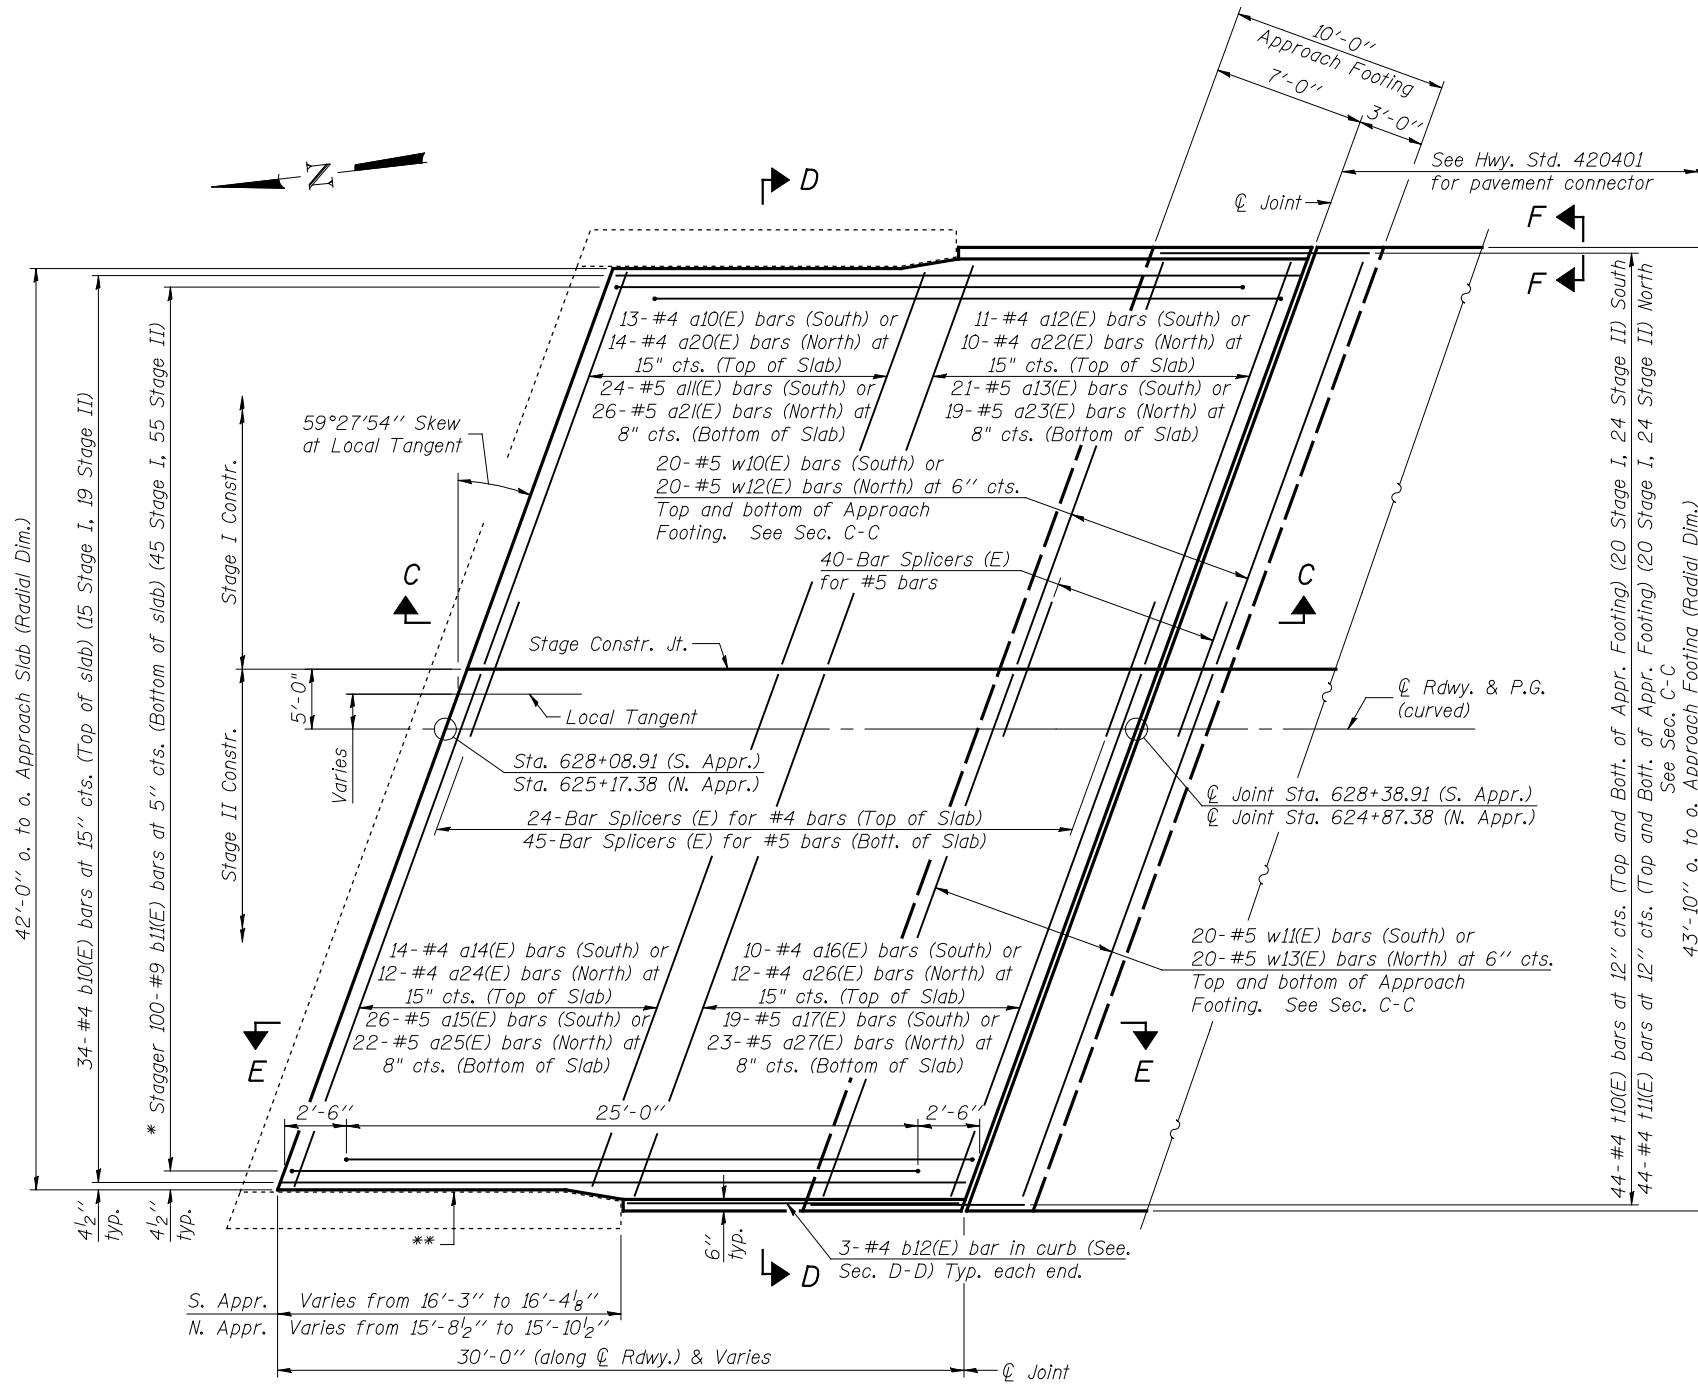 10'-0"
Approach Footing
7'-0"
3'-0"
See Hwy. Std. 420401
for pavement connector
℄ Joint
N
D
F
F
13-#4 a10(E) bars (South) or
14-#4 a20(E) bars (North) at
15" cts. (Top of Slab)
24-#5 a11(E) bars (South) or
26-#5 a21(E) bars (North) at
8" cts. (Bottom of Slab)
11-#4 a12(E) bars (South) or
10-#4 a22(E) bars (North) at
15" cts. (Top of Slab)
21-#5 a13(E) bars (South) or
19-#5 a23(E) bars (North) at
8" cts. (Bottom of Slab)
59°27'54" Skew
at Local Tangent
20-#5 w10(E) bars (South) or
20-#5 w12(E) bars (North) at 6" cts.
Top and bottom of Approach
Footing. See Sec. C-C
40-Bar Splicers (E)
for #5 bars
C
C
Stage Constr. Jt.
Stage I Constr.
Stage II Constr.
5'-0"
Varies
Local Tangent
℄ Rdwy. & P.G.
(curved)
Sta. 628+08.91 (S. Appr.)
Sta. 625+17.38 (N. Appr.)
℄ Joint Sta. 628+38.91 (S. Appr.)
℄ Joint Sta. 624+87.38 (N. Appr.)
24-Bar Splicers (E) for #4 bars (Top of Slab)
45-Bar Splicers (E) for #5 bars (Bott. of Slab)
42'-0" o. to o. Approach Slab (Radial Dim.)
34-#4 b10(E) bars at 15" cts. (Top of slab) (15 Stage I, 19 Stage II)
* Stagger 100-#9 b11(E) bars at 5" cts. (Bottom of slab) (45 Stage I, 55 Stage II)
44-#4 t10(E) bars at 12" cts. (Top and Bott. of Appr. Footing) (20 Stage I, 24 Stage II) South
44-#4 t11(E) bars at 12" cts. (Top and Bott. of Appr. Footing) (20 Stage I, 24 Stage II) North
See Sec. C-C
43'-10" o. to o. Approach Footing (Radial Dim.)
14-#4 a14(E) bars (South) or
12-#4 a24(E) bars (North) at
15" cts. (Top of Slab)
26-#5 a15(E) bars (South) or
22-#5 a25(E) bars (North) at
8" cts. (Bottom of Slab)
10-#4 a16(E) bars (South) or
12-#4 a26(E) bars (North) at
15" cts. (Top of Slab)
19-#5 a17(E) bars (South) or
23-#5 a27(E) bars (North) at
8" cts. (Bottom of Slab)
20-#5 w11(E) bars (South) or
20-#5 w13(E) bars (North) at 6" cts.
Top and bottom of Approach
Footing. See Sec. C-C
E
E
2'-6"
25'-0"
2'-6"
4½"
typ.
4½"
typ.
**
6"
typ.
D
3-#4 b12(E) bar in curb (See.
Sec. D-D) Typ. each end.
S. Appr. Varies from 16'-3" to 16'-4⅛"
N. Appr. Varies from 15'-8½" to 15'-10½"
30'-0" (along ℄ Rdwy.) & Varies
℄ Joint